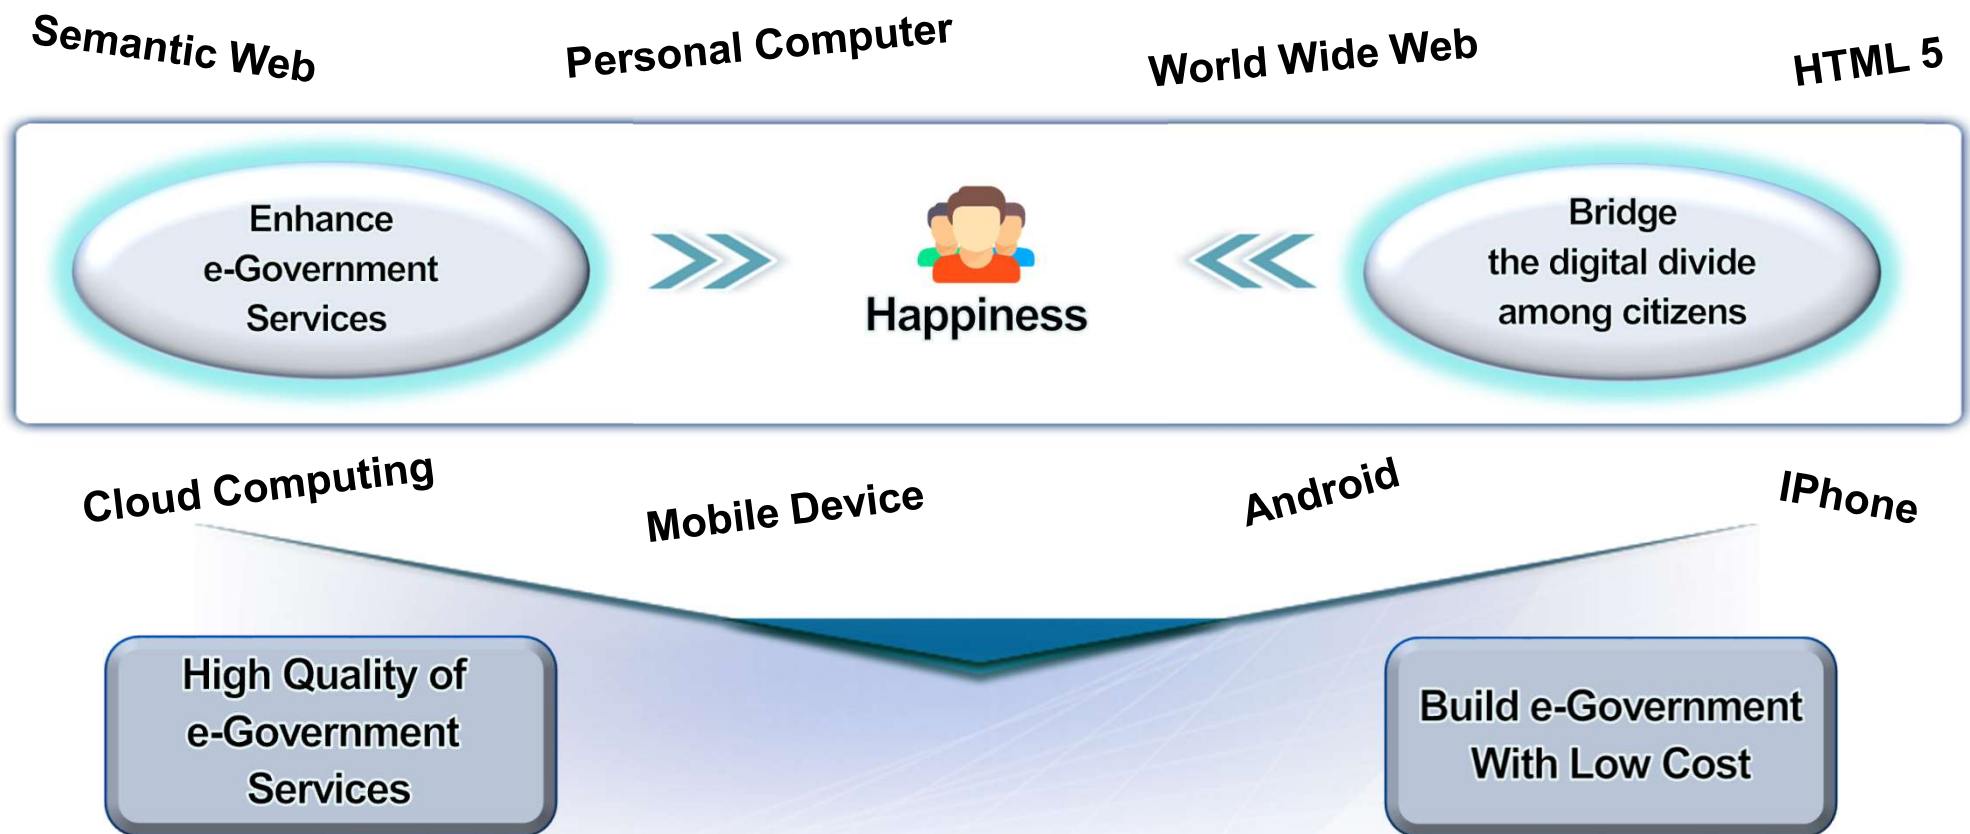 Semantic Web
Personal Computer
World Wide Web
HTML 5
Enhance
e-Government
Services
Happiness
Bridge
the digital divide
among citizens
Cloud Computing
Mobile Device
Android
IPhone
High Quality of
e-Government
Services
Build e-Government
With Low Cost